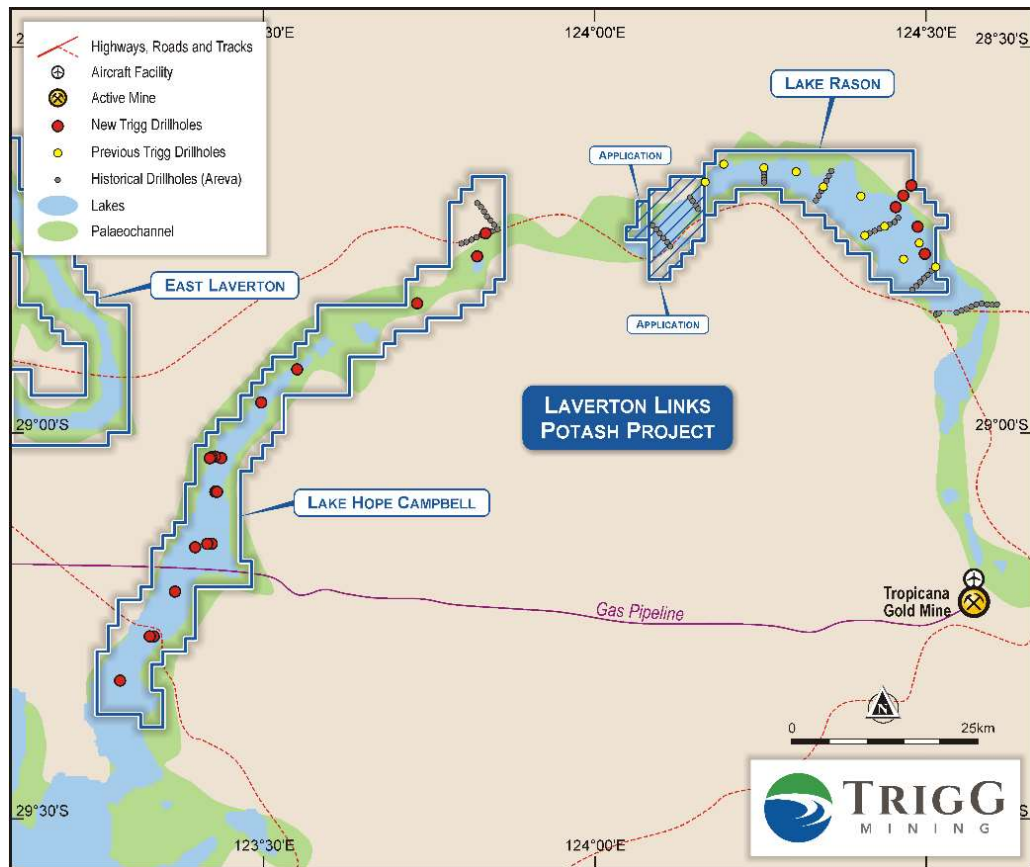 Highways, Roads and Tracks
Aircraft Facility
Active Mine
New Trigg Drillholes
Previous Trigg Drillholes
Historical Drillholes (Areva)
Lakes
Palaeochannel
30'E
124°00'E
124°30'E
28°30'S
LAKE RASON
APPLICATION
EAST LAVERTON
APPLICATION
29°00'S
LAVERTON LINKS
POTASH PROJECT
29°00'S
LAKE HOPE CAMPBELL
Gas Pipeline
Tropicana
Gold Mine
N
0 25km
29°30'S
123°30'E
124°00'E
TRIGG
MINING